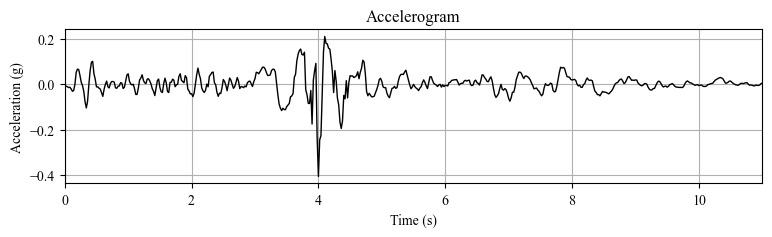 Accelerogram
Acceleration (g)
0.2
0.0
−0.2
−0.4
0 2 4 6 8 10
Time (s)